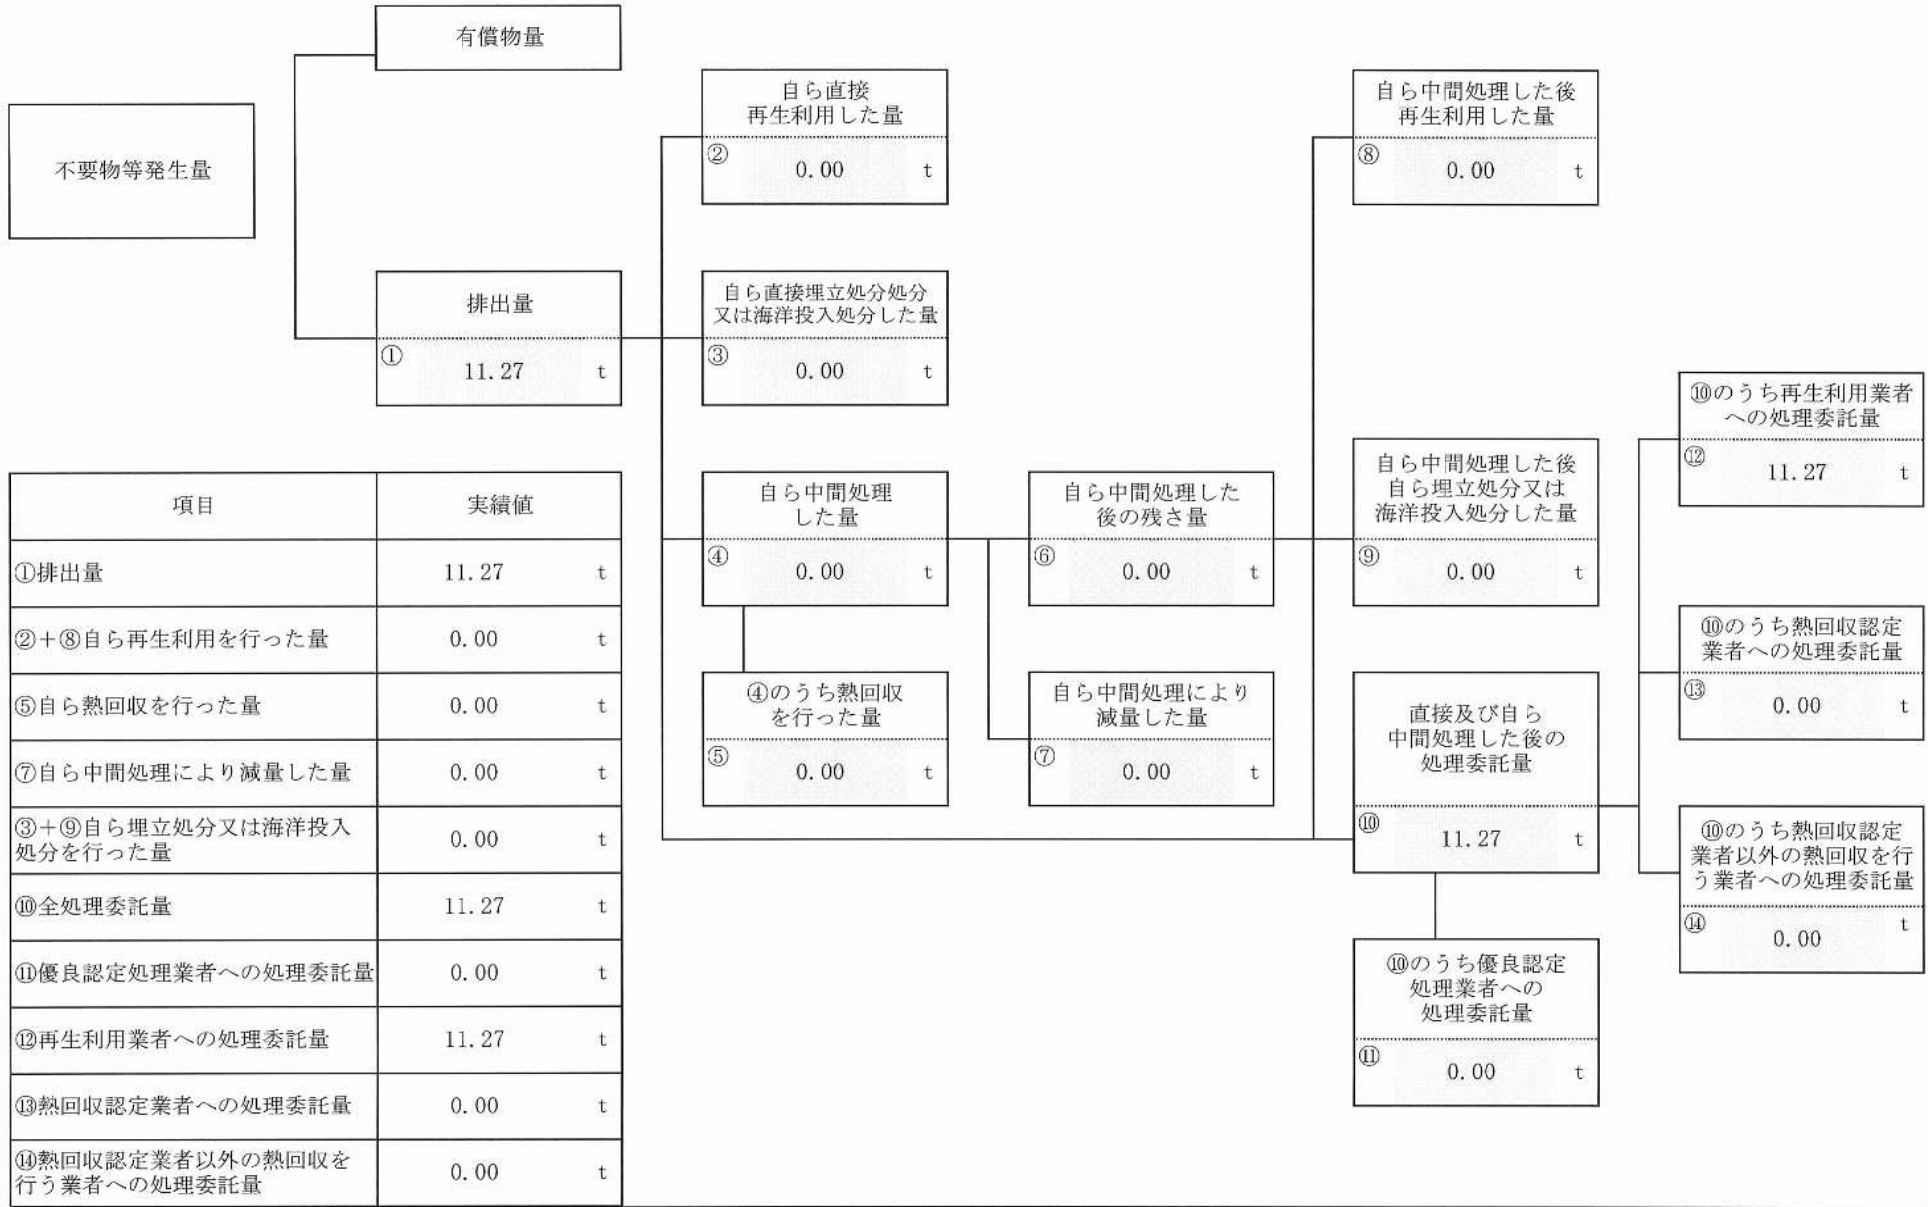 有償物量
不要物等発生量
排出量
① 11.27 t
自ら直接
再生利用した量
② 0.00 t
自ら直接埋立処分処分
又は海洋投入処分した量
③ 0.00 t
自ら中間処理
した量
④ 0.00 t
④のうち熱回収
を行った量
⑤ 0.00 t
自ら中間処理した
後の残さ量
⑥ 0.00 t
自ら中間処理により
減量した量
⑦ 0.00 t
自ら中間処理した後
再生利用した量
⑧ 0.00 t
自ら中間処理した後
自ら埋立処分又は
海洋投入処分した量
⑨ 0.00 t
直接及び自ら
中間処理した後の
処理委託量
⑩ 11.27 t
⑩のうち優良認定
処理業者への
処理委託量
⑪ 0.00 t
⑩のうち再生利用業者
への処理委託量
⑫ 11.27 t
⑩のうち熱回収認定
業者への処理委託量
⑬ 0.00 t
⑩のうち熱回収認定
業者以外の熱回収を行
う業者への処理委託量
⑭ 0.00 t
項目 実績値
①排出量 11.27 t
②+⑧自ら再生利用を行った量 0.00 t
⑤自ら熱回収を行った量 0.00 t
⑦自ら中間処理により減量した量 0.00 t
③+⑨自ら埋立処分又は海洋投入
処分を行った量 0.00 t
⑩全処理委託量 11.27 t
⑪優良認定処理業者への処理委託量 0.00 t
⑫再生利用業者への処理委託量 11.27 t
⑬熱回収認定業者への処理委託量 0.00 t
⑭熱回収認定業者以外の熱回収を
行う業者への処理委託量 0.00 t